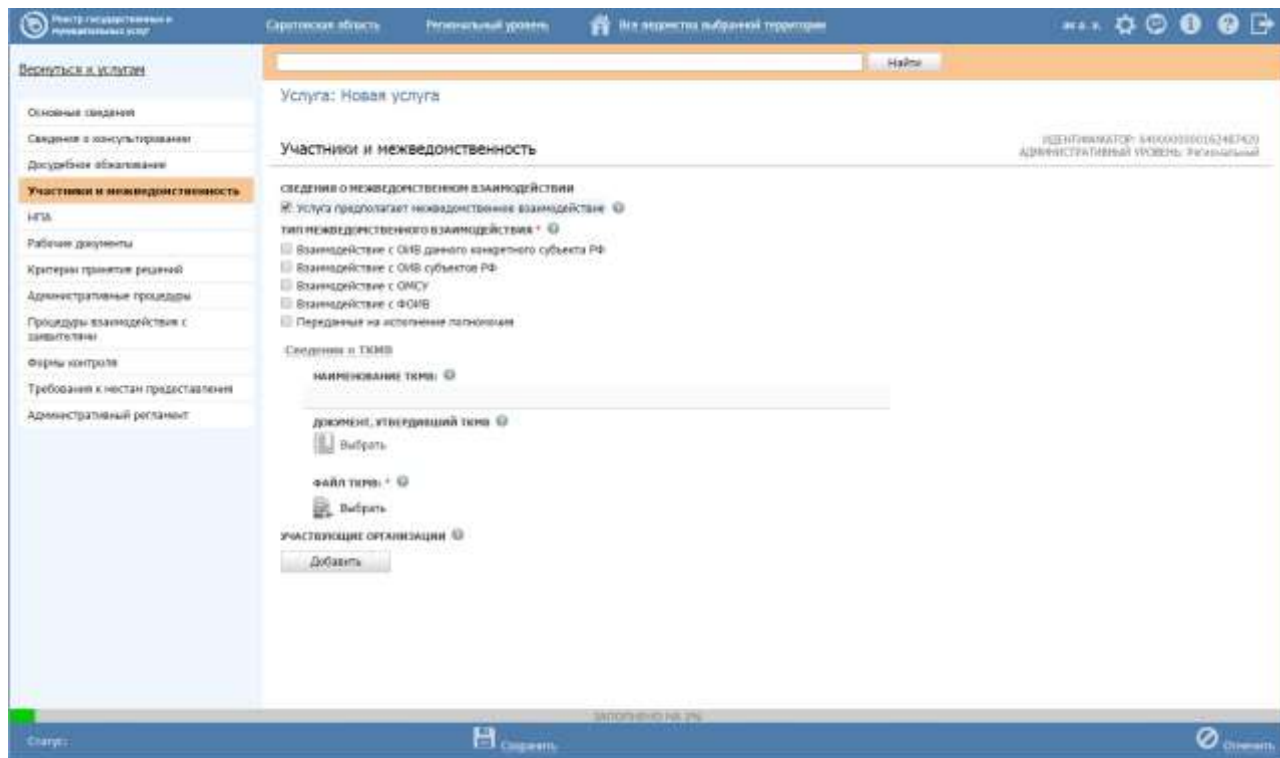 Реестр государственных и
муниципальных услуг
Саратовская область
Региональный уровень
Все ведомства выбранной территории
Вернуться к услугам
Найти
Основные сведения
Сведения о консультировании
Досудебное обжалование
Участники и межведомственность
НПА
Рабочие документы
Критерии принятия решений
Административные процедуры
Процедуры взаимодействия с
заявителями
Формы контроля
Требования к местам предоставления
Административный регламент
Услуга: Новая услуга
Участники и межведомственность
ИДЕНТИФИКАТОР:
АДМИНИСТРАТИВНЫЙ УРОВЕНЬ: Региональный
СВЕДЕНИЯ О МЕЖВЕДОМСТВЕННОМ ВЗАИМОДЕЙСТВИИ
Услуга предполагает межведомственное взаимодействие
ТИП МЕЖВЕДОМСТВЕННОГО ВЗАИМОДЕЙСТВИЯ *
Взаимодействие с ОИВ данного конкретного субъекта РФ
Взаимодействие с ОИВ субъектов РФ
Взаимодействие с ОМСУ
Взаимодействие с ФОИВ
Переданные на исполнение полномочия
Сведения о ТКМВ
НАИМЕНОВАНИЕ ТКМВ:
ДОКУМЕНТ, УТВЕРДИВШИЙ ТКМВ
Выбрать
ФАЙЛ ТКМВ: *
Выбрать
УЧАСТВУЮЩИЕ ОРГАНИЗАЦИИ
Добавить
ЗАПОЛНЕНО НА 2%
Статус:
Сохранить
Отменить